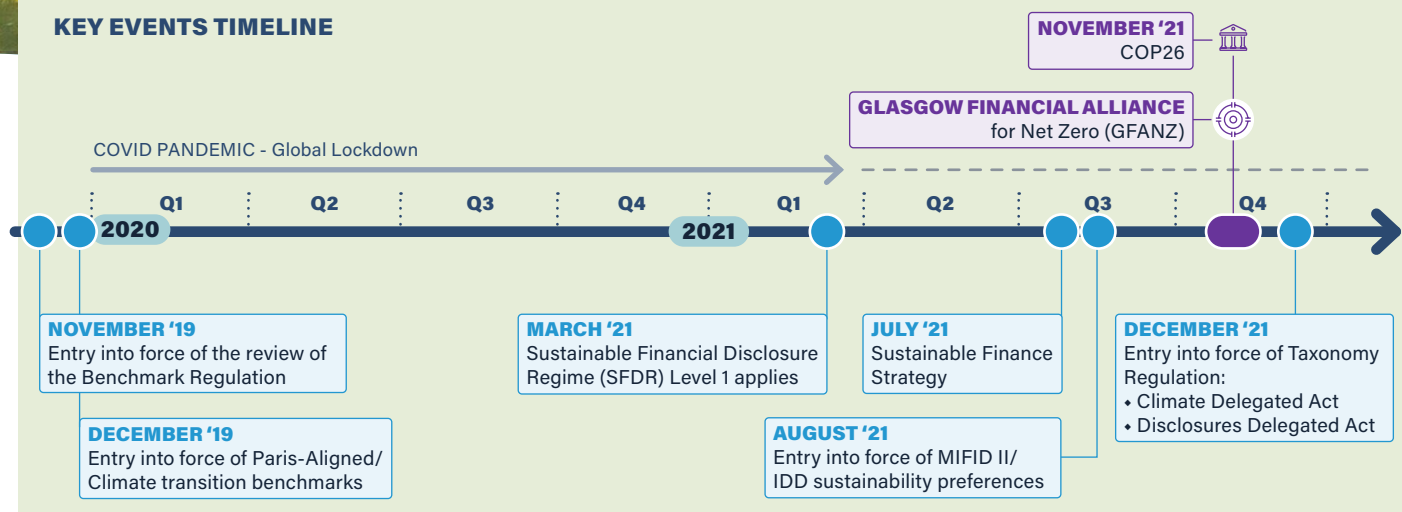 KEY EVENTS TIMELINE
NOVEMBER ‘21
COP26
GLASGOW FINANCIAL ALLIANCE
for Net Zero (GFANZ)
COVID PANDEMIC - Global Lockdown
Q1
Q2
Q3
Q4
Q1
Q2
Q3
Q4
2020
2021
NOVEMBER ‘19
Entry into force of the review of
the Benchmark Regulation
DECEMBER ‘19
Entry into force of Paris-Aligned/
Climate transition benchmarks
MARCH ‘21
Sustainable Financial Disclosure
Regime (SFDR) Level 1 applies
JULY ‘21
Sustainable Finance
Strategy
AUGUST ‘21
Entry into force of MIFID II/
IDD sustainability preferences
DECEMBER ‘21
Entry into force of Taxonomy
Regulation:
• Climate Delegated Act
• Disclosures Delegated Act